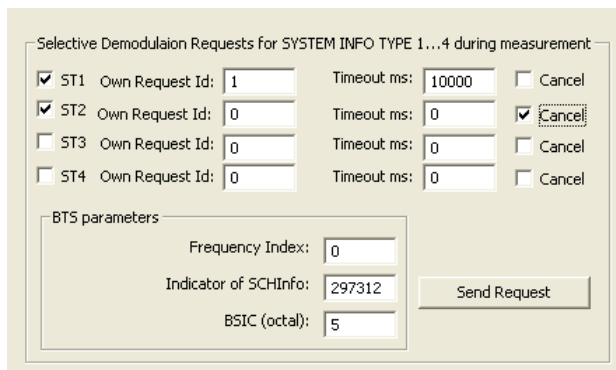 Selective Demodulaion Requests for SYSTEM INFO TYPE 1...4 during measurement
ST1 Own Request Id: 1 Timeout ms: 10000 Cancel
ST2 Own Request Id: 0 Timeout ms: 0 Cancel
ST3 Own Request Id: 0 Timeout ms: 0 Cancel
ST4 Own Request Id: 0 Timeout ms: 0 Cancel
BTS parameters
Frequency Index: 0
Indicator of SCHInfo: 297312
Send Request
BSIC (octal): 5